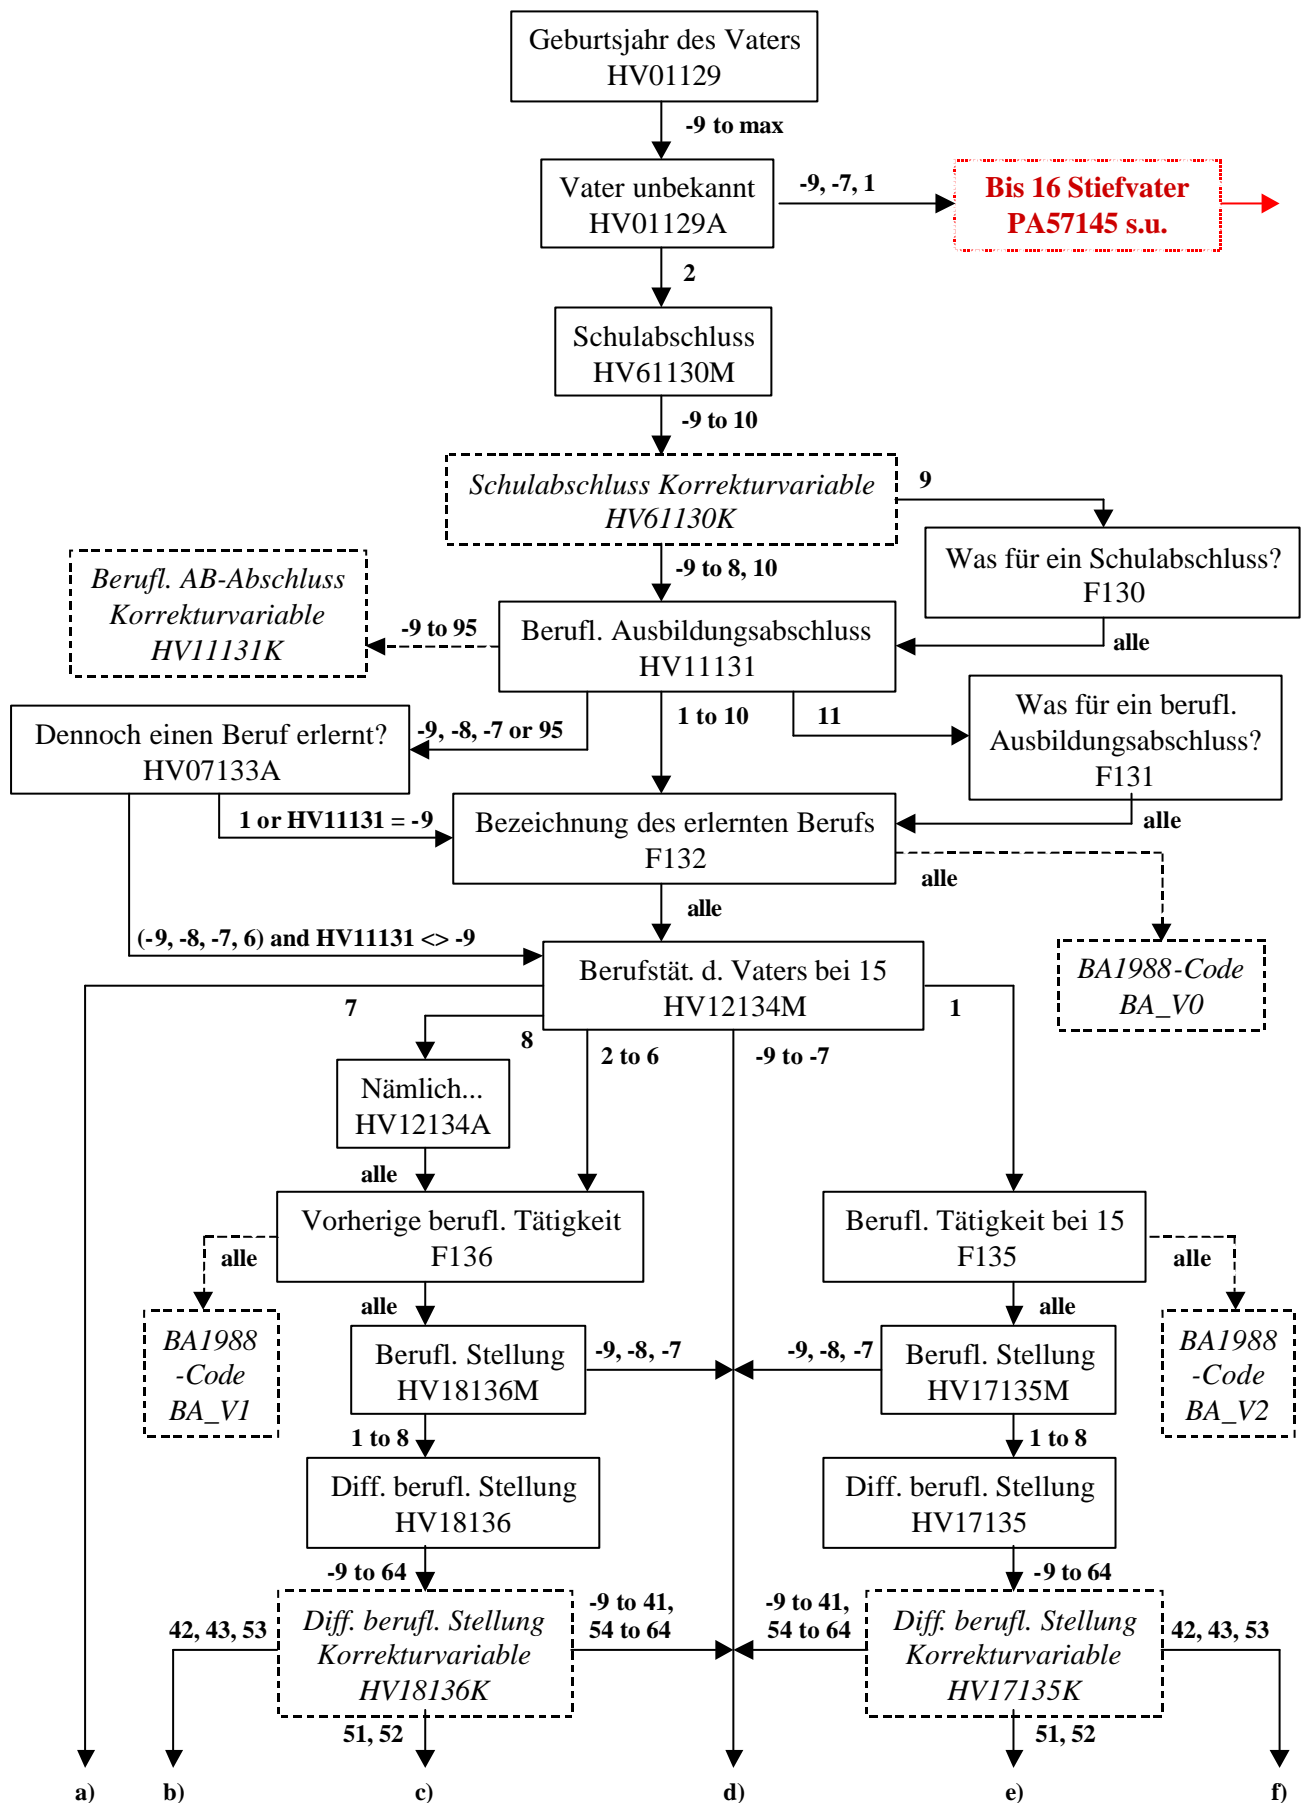 Geburtsjahr des Vaters
HV01129
-9 to max
Vater unbekannt
HV01129A
-9, -7, 1
Bis 16 Stiefvater
PA57145 s.u.
2
Schulabschluss
HV61130M
-9 to 10
Schulabschluss Korrekturvariable
HV61130K
9
Was für ein Schulabschluss?
F130
alle
-9 to 8, 10
Berufl. AB-Abschluss
Korrekturvariable
HV11131K
-9 to 95
Berufl. Ausbildungsabschluss
HV11131
-9, -8, -7 or 95
1 to 10
11
Dennoch einen Beruf erlernt?
HV07133A
Was für ein berufl.
Ausbildungsabschluss?
F131
alle
1 or HV11131 = -9
Bezeichnung des erlernten Berufs
F132
alle
alle
(-9, -8, -7, 6) and HV11131 <> -9
BA1988-Code
BA_V0
Berufstät. d. Vaters bei 15
HV12134M
7
8
2 to 6
-9 to -7
1
Nämlich...
HV12134A
alle
Vorherige berufl. Tätigkeit
F136
Berufl. Tätigkeit bei 15
F135
alle
alle
alle
alle
BA1988
-Code
BA_V1
Berufl. Stellung
HV18136M
-9, -8, -7
-9, -8, -7
Berufl. Stellung
HV17135M
BA1988
-Code
BA_V2
1 to 8
1 to 8
Diff. berufl. Stellung
HV18136
Diff. berufl. Stellung
HV17135
-9 to 64
-9 to 64
42, 43, 53
Diff. berufl. Stellung
Korrekturvariable
HV18136K
-9 to 41,
54 to 64
-9 to 41,
54 to 64
Diff. berufl. Stellung
Korrekturvariable
HV17135K
42, 43, 53
51, 52
51, 52
a)
b)
c)
d)
e)
f)